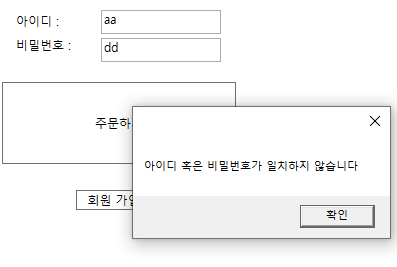 아이디 :
aa
비밀번호 :
dd
주문하
아이디 혹은 비밀번호가 일치하지 않습니다
확인
회원 가입